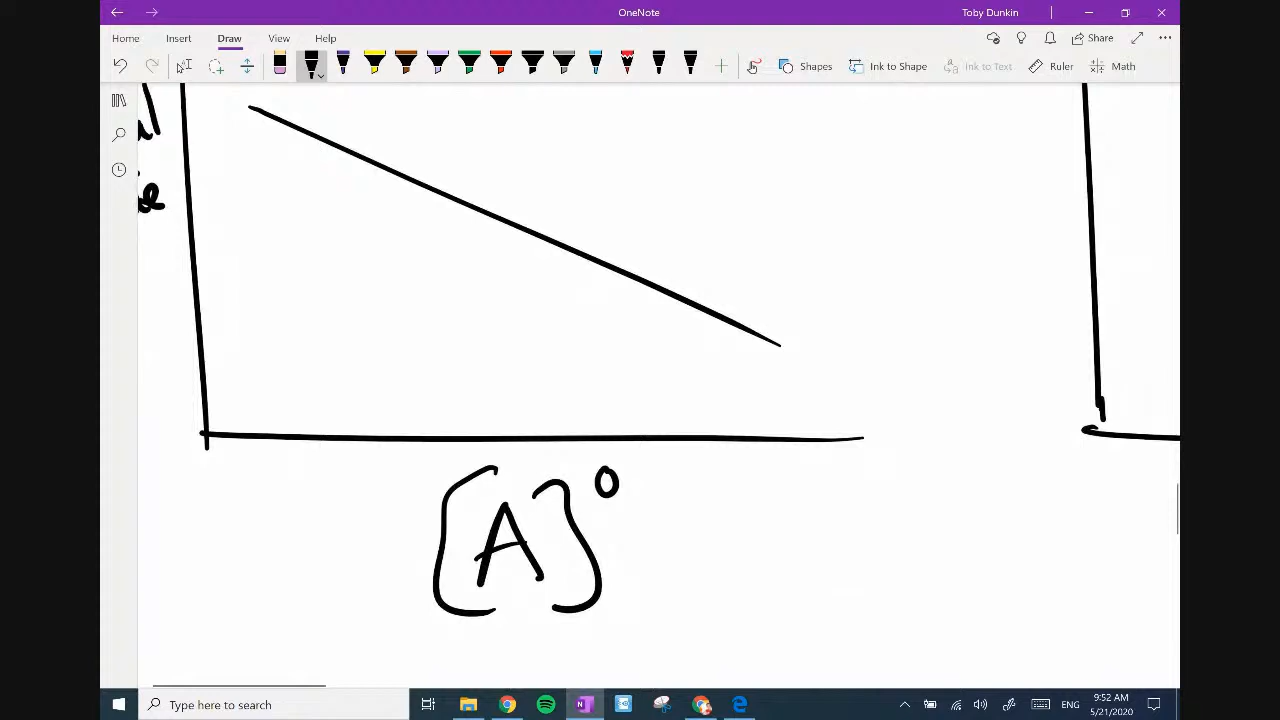 OneNote
Toby Dunkin
Home Insert Draw View Help
Share
Shapes Ink to Shape Ink to Text Ruler Math
[A]⁰
Type here to search
ENG
9:52 AM
5/21/2020